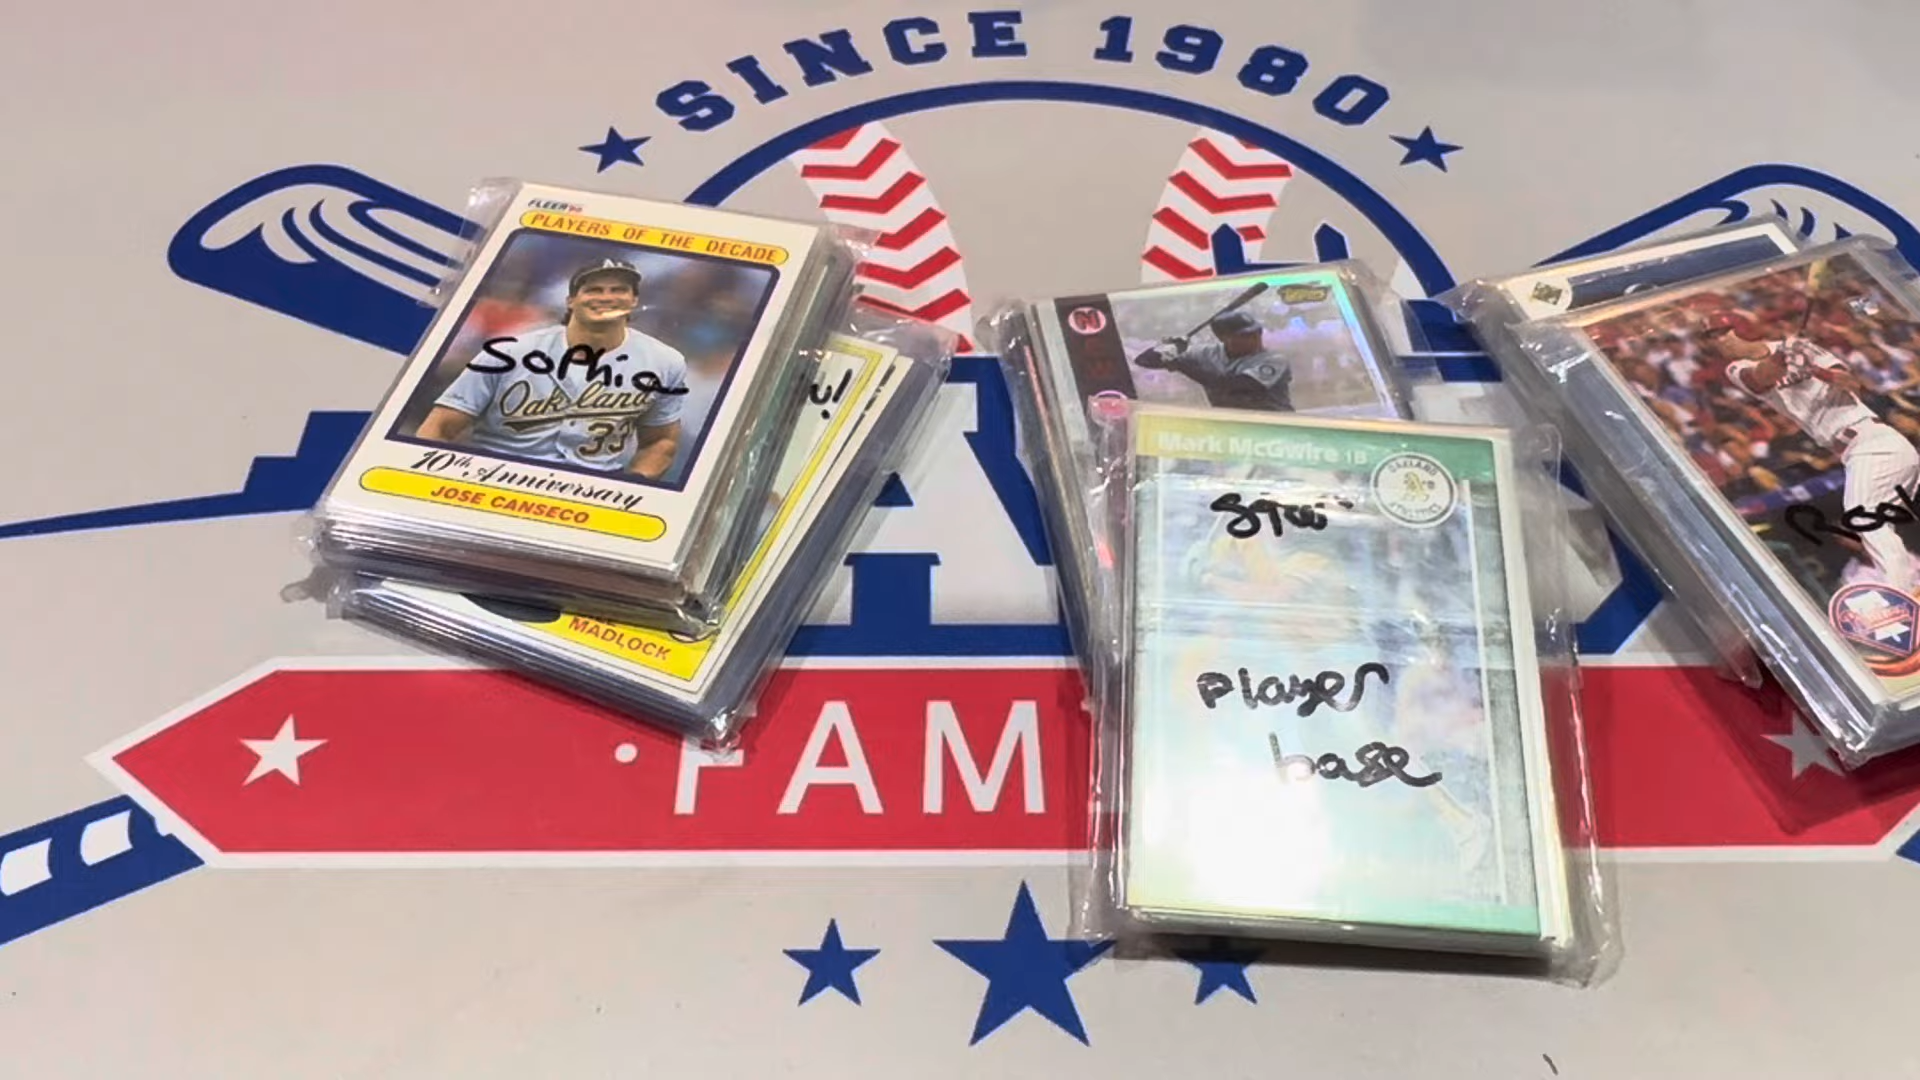 SINCE 1980
FLEER 90
PLAYERS OF THE DECADE
Sophia
Oakland
33
10th Anniversary
JOSE CANSECO
u!
MADLOCK
Mark McGwire 1B
OAKLAND
A's
ATHLETICS
player
base
Rook
FAM